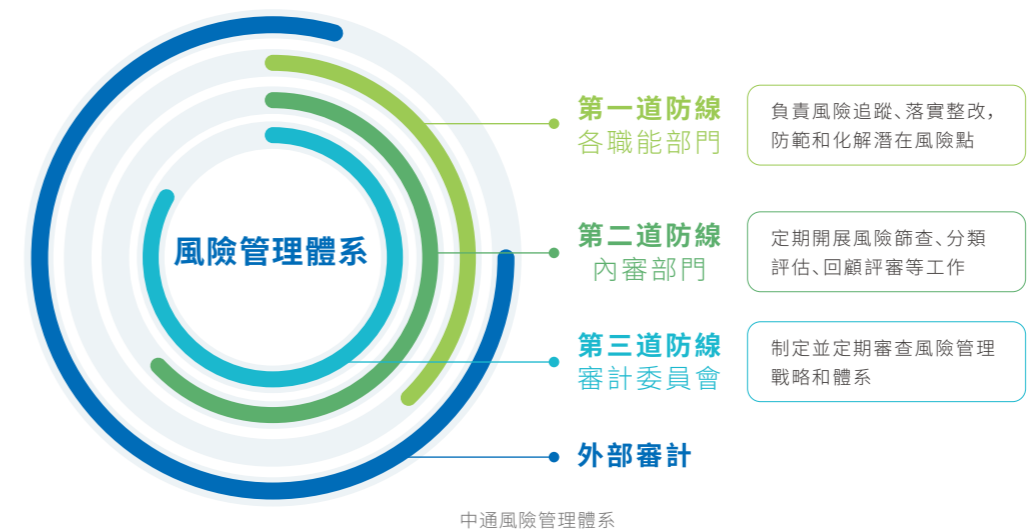 風險管理體系
第一道防線
各職能部門
負責風險追蹤、落實整改，
防範和化解潛在風險點
第二道防線
內審部門
定期開展風險篩查、分類
評估、回顧評審等工作
第三道防線
審計委員會
制定並定期審查風險管理
戰略和體系
外部審計
中通風險管理體系